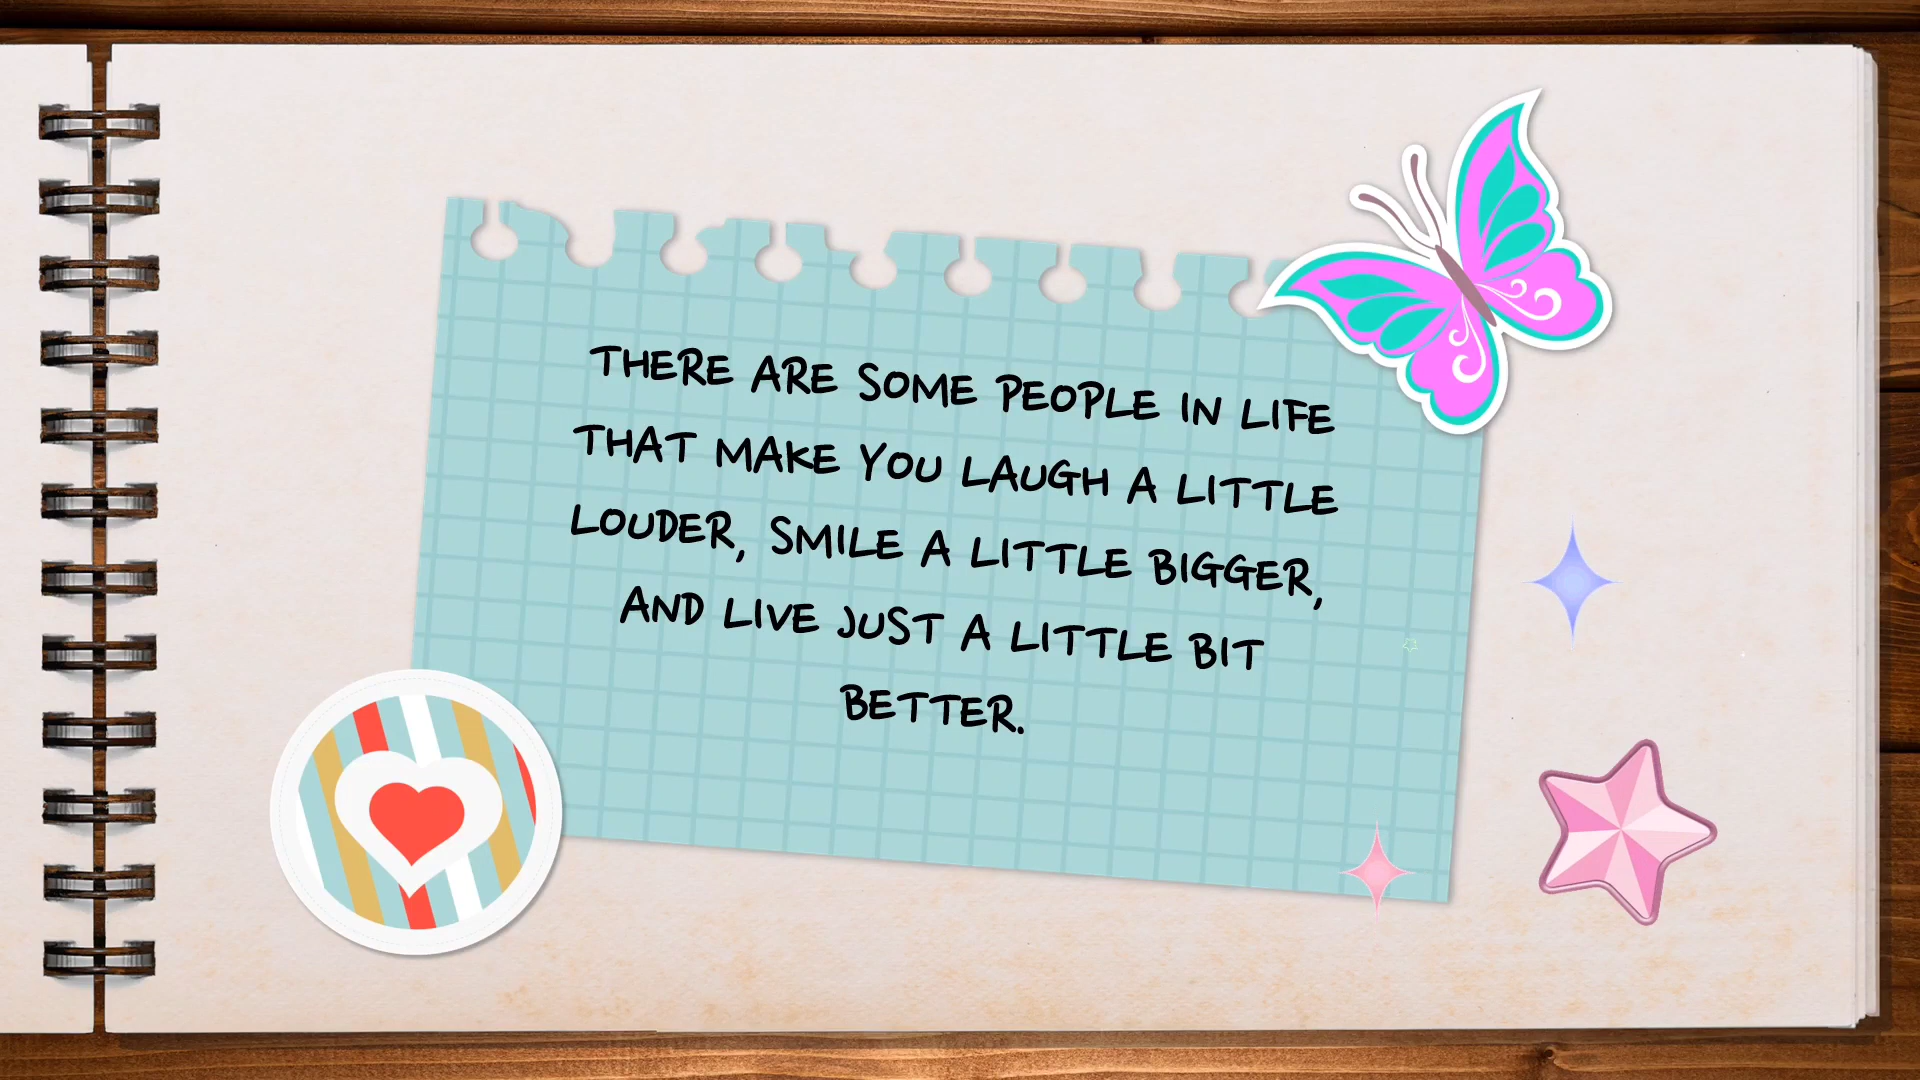 THERE ARE SOME PEOPLE IN LIFE
THAT MAKE YOU LAUGH A LITTLE
LOUDER, SMILE A LITTLE BIGGER,
AND LIVE JUST A LITTLE BIT
BETTER.